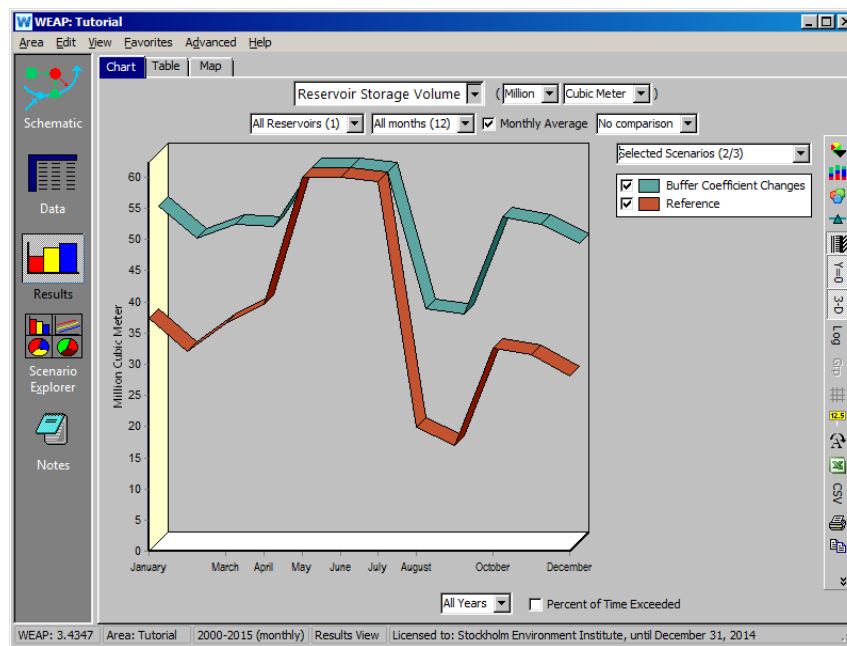 WEAP: Tutorial
Area Edit View Favorites Advanced Help
Chart Table Map
Schematic
Data
Results
Scenario
Explorer
Notes
Reservoir Storage Volume ( Million Cubic Meter )
All Reservoirs (1) All months (12) Monthly Average No comparison
Selected Scenarios (2/3)
Buffer Coefficient Changes
Reference
Million Cubic Meter
60
55
50
45
40
35
30
25
20
15
10
5
0
January March April May June July August October December
All Years Percent of Time Exceeded
Y=0
3-D
Log
Grp
12.5
A
CSV
WEAP: 3.4347 Area: Tutorial 2000-2015 (monthly) Results View Licensed to: Stockholm Environment Institute, until December 31, 2014